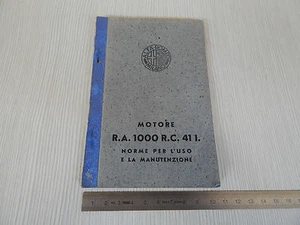 MOTORE
R.A. 1000 R.C. 41 I.
NORME PER L'USO
E LA MANUTENZIONE